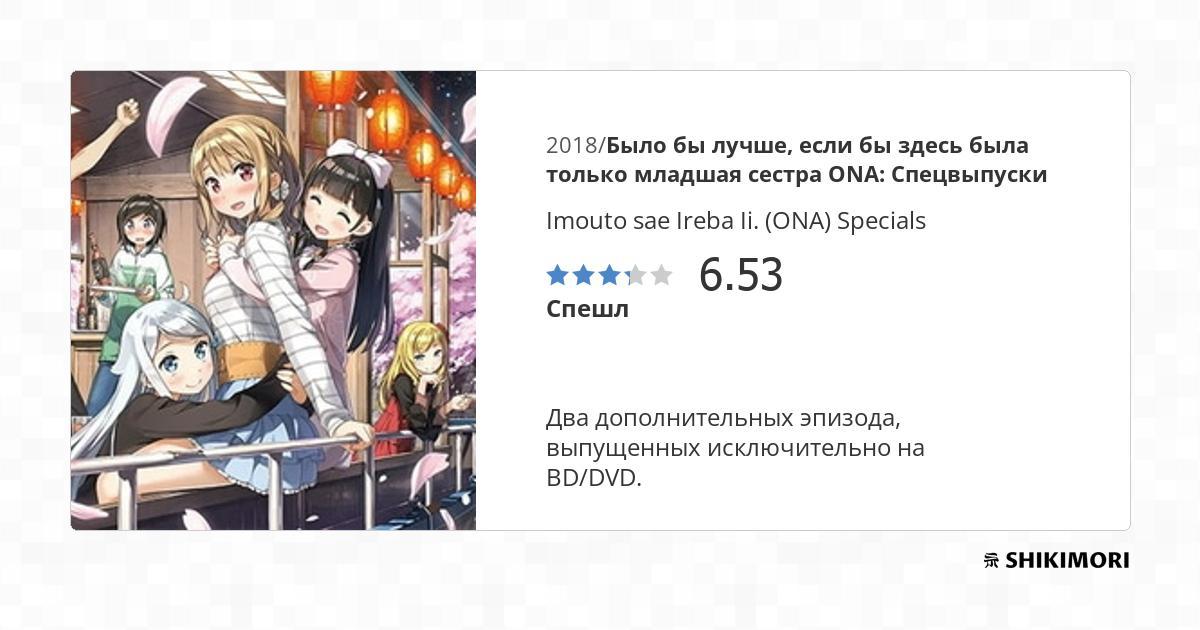 2018/Было бы лучше, если бы здесь была
только младшая сестра ONA: Спецвыпуски
Imouto sae Ireba Ii. (ONA) Specials
6.53
Спешл
Два дополнительных эпизода,
выпущенных исключительно на
BD/DVD.
SHIKIMORI